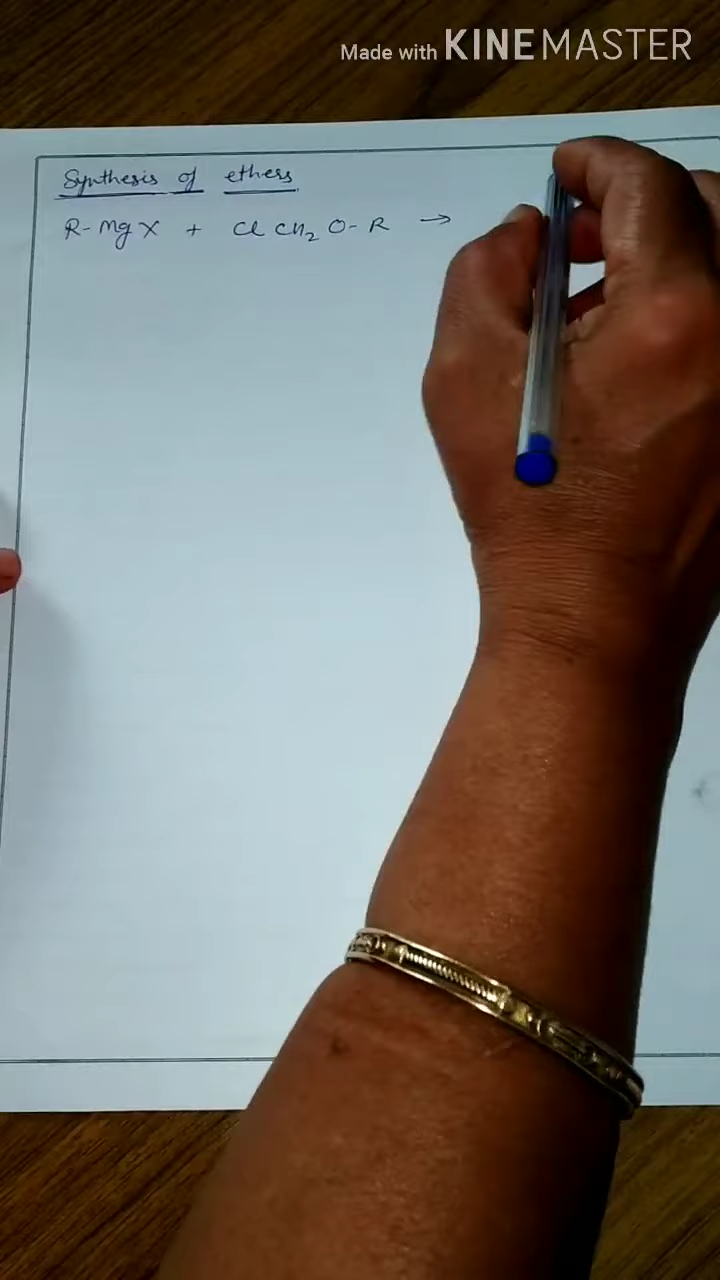 Made with KINEMASTER
Synthesis of ethers
R-MgX + ClCH₂O-R →